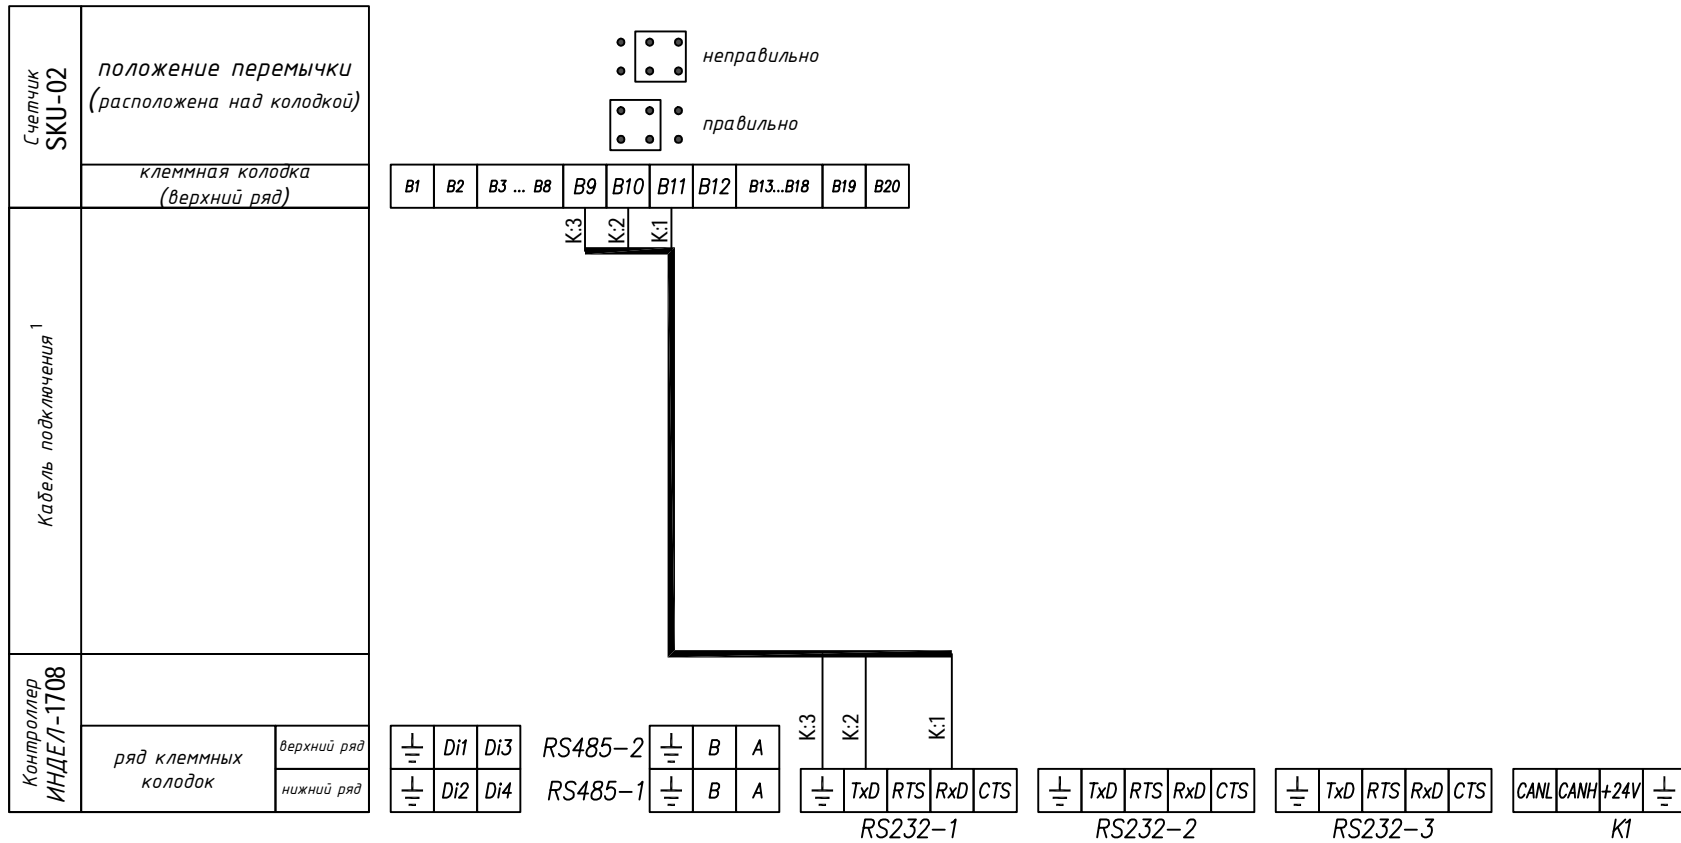 Счетчик
SKU-02
положение перемычки
(расположена над колодкой)
неправильно
правильно
клеммная колодка
(верхний ряд)
B1 B2 B3 ... B8 B9 B10 B11 B12 B13...B18 B19 B20
K:3 K:2 K:1
Кабель подключения 1
K:3 K:2 K:1
Контроллер
ИНДЕЛ-1708
ряд клеммных
колодок
верхний ряд
нижний ряд
Di1 Di3 RS485-2 B A
Di2 Di4 RS485-1 B A TxD RTS RxD CTS TxD RTS RxD CTS TxD RTS RxD CTS CANL CANH +24V
RS232-1 RS232-2 RS232-3 K1